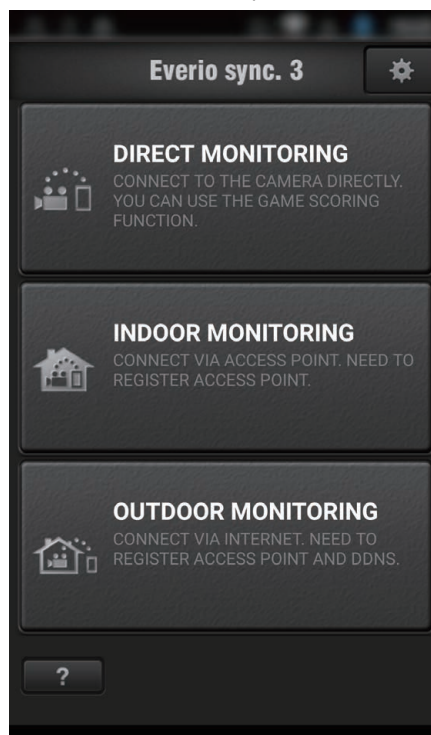 Everio sync. 3
DIRECT MONITORING
CONNECT TO THE CAMERA DIRECTLY.
YOU CAN USE THE GAME SCORING
FUNCTION.
INDOOR MONITORING
CONNECT VIA ACCESS POINT. NEED TO
REGISTER ACCESS POINT.
OUTDOOR MONITORING
CONNECT VIA INTERNET. NEED TO
REGISTER ACCESS POINT AND DDNS.
?